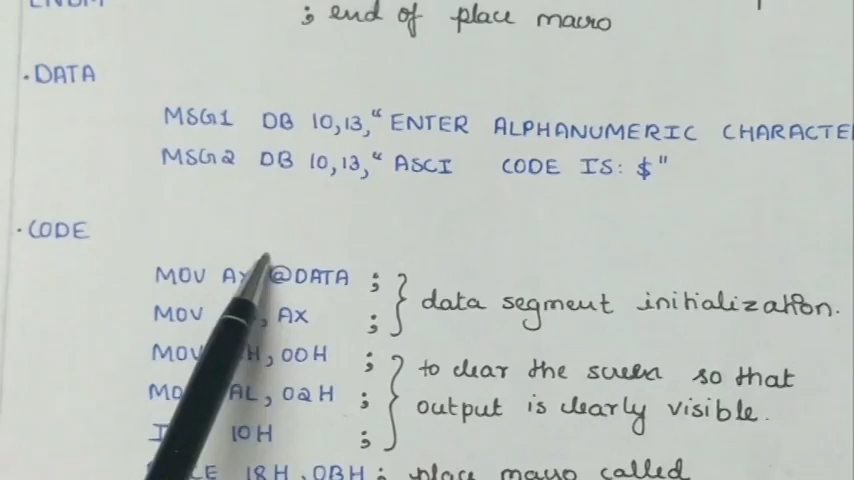 ENDM
; end of place macro
.DATA
MSG1 DB 10,13,“ENTER ALPHANUMERIC CHARACTE
MSG2 DB 10,13,“ASCI CODE IS: $"
.CODE
MOV @DATA ; } data segment initialization.
MOV , AX ;
MOV H, 00H ; } to clear the screen so that
AL, 02H ; output is clearly visible.
10H ;
18H, 0BH ; place macro called